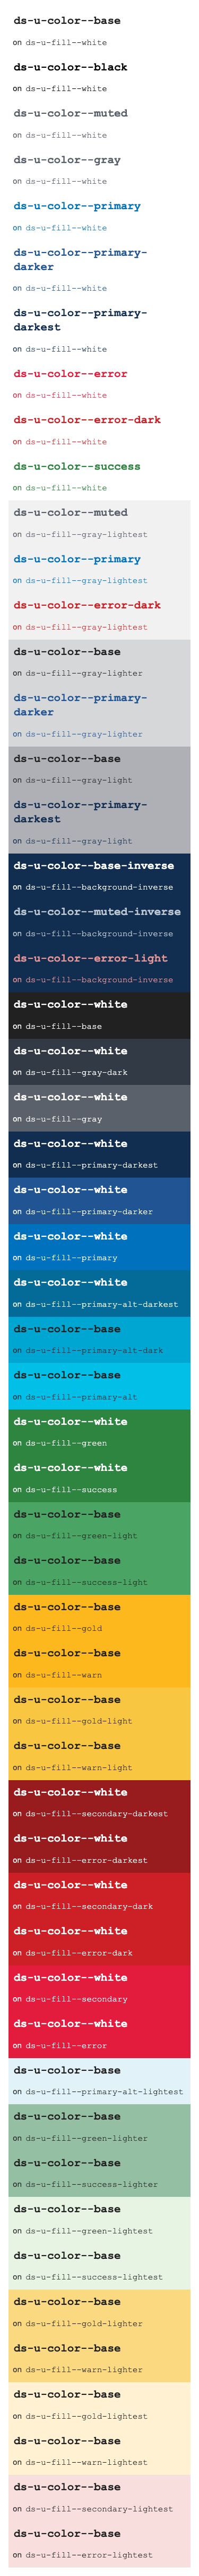 ds-u-color--base
on ds-u-fill--white
ds-u-color--black
on ds-u-fill--white
ds-u-color--muted
on ds-u-fill--white
ds-u-color--gray
on ds-u-fill--white
ds-u-color--primary
on ds-u-fill--white
ds-u-color--primary-
darker
on ds-u-fill--white
ds-u-color--primary-
darkest
on ds-u-fill--white
ds-u-color--error
on ds-u-fill--white
ds-u-color--error-dark
on ds-u-fill--white
ds-u-color--success
on ds-u-fill--white
ds-u-color--muted
on ds-u-fill--gray-lightest
ds-u-color--primary
on ds-u-fill--gray-lightest
ds-u-color--error-dark
on ds-u-fill--gray-lightest
ds-u-color--base
on ds-u-fill--gray-lighter
ds-u-color--primary-
darker
on ds-u-fill--gray-lighter
ds-u-color--base
on ds-u-fill--gray-light
ds-u-color--primary-
darkest
on ds-u-fill--gray-light
ds-u-color--base-inverse
on ds-u-fill--background-inverse
ds-u-color--muted-inverse
on ds-u-fill--background-inverse
ds-u-color--error-light
on ds-u-fill--background-inverse
ds-u-color--white
on ds-u-fill--base
ds-u-color--white
on ds-u-fill--gray-dark
ds-u-color--white
on ds-u-fill--gray
ds-u-color--white
on ds-u-fill--primary-darkest
ds-u-color--white
on ds-u-fill--primary-darker
ds-u-color--white
on ds-u-fill--primary
ds-u-color--white
on ds-u-fill--primary-alt-darkest
ds-u-color--base
on ds-u-fill--primary-alt-dark
ds-u-color--base
on ds-u-fill--primary-alt
ds-u-color--white
on ds-u-fill--green
ds-u-color--white
on ds-u-fill--success
ds-u-color--base
on ds-u-fill--green-light
ds-u-color--base
on ds-u-fill--success-light
ds-u-color--base
on ds-u-fill--gold
ds-u-color--base
on ds-u-fill--warn
ds-u-color--base
on ds-u-fill--gold-light
ds-u-color--base
on ds-u-fill--warn-light
ds-u-color--white
on ds-u-fill--secondary-darkest
ds-u-color--white
on ds-u-fill--error-darkest
ds-u-color--white
on ds-u-fill--secondary-dark
ds-u-color--white
on ds-u-fill--error-dark
ds-u-color--white
on ds-u-fill--secondary
ds-u-color--white
on ds-u-fill--error
ds-u-color--base
on ds-u-fill--primary-alt-lightest
ds-u-color--base
on ds-u-fill--green-lighter
ds-u-color--base
on ds-u-fill--success-lighter
ds-u-color--base
on ds-u-fill--green-lightest
ds-u-color--base
on ds-u-fill--success-lightest
ds-u-color--base
on ds-u-fill--gold-lighter
ds-u-color--base
on ds-u-fill--warn-lighter
ds-u-color--base
on ds-u-fill--gold-lightest
ds-u-color--base
on ds-u-fill--warn-lightest
ds-u-color--base
on ds-u-fill--secondary-lightest
ds-u-color--base
on ds-u-fill--error-lightest